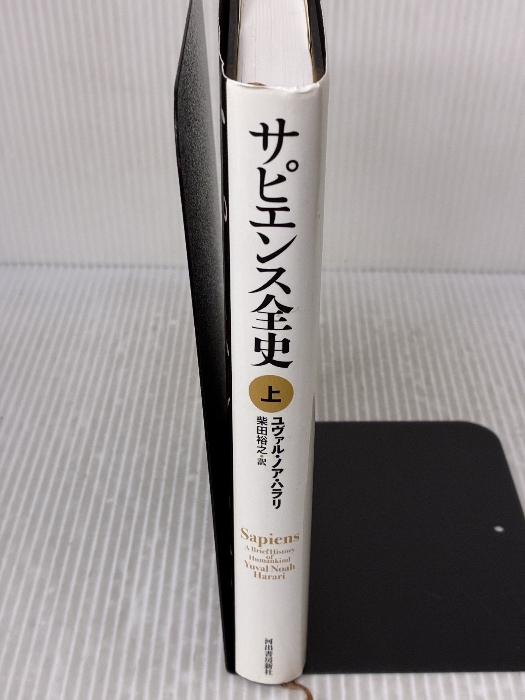 サピエンス全史
上
ユヴァル・ノア・ハラリ
柴田裕之・訳
Sapiens
A Brief History
of
Humankind
Yuval Noah
Harari
河出書房新社